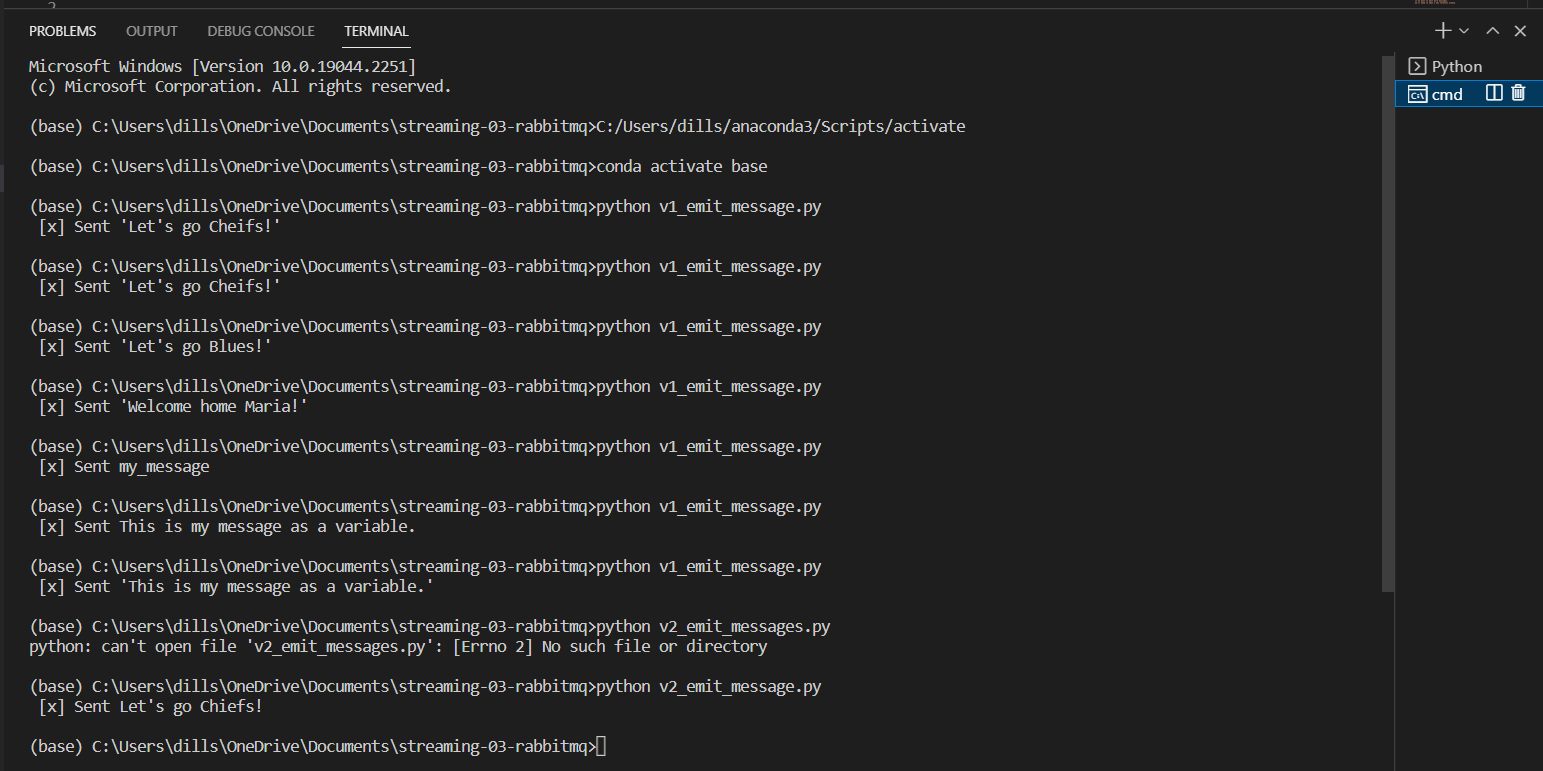 PROBLEMS OUTPUT DEBUG CONSOLE TERMINAL
Microsoft Windows [Version 10.0.19044.2251]
(c) Microsoft Corporation. All rights reserved.
(base) C:\Users\dills\OneDrive\Documents\streaming-03-rabbitmq>C:/Users/dills/anaconda3/Scripts/activate
(base) C:\Users\dills\OneDrive\Documents\streaming-03-rabbitmq>conda activate base
(base) C:\Users\dills\OneDrive\Documents\streaming-03-rabbitmq>python v1_emit_message.py
[x] Sent 'Let's go Cheifs!'
(base) C:\Users\dills\OneDrive\Documents\streaming-03-rabbitmq>python v1_emit_message.py
[x] Sent 'Let's go Cheifs!'
(base) C:\Users\dills\OneDrive\Documents\streaming-03-rabbitmq>python v1_emit_message.py
[x] Sent 'Let's go Blues!'
(base) C:\Users\dills\OneDrive\Documents\streaming-03-rabbitmq>python v1_emit_message.py
[x] Sent 'Welcome home Maria!'
(base) C:\Users\dills\OneDrive\Documents\streaming-03-rabbitmq>python v1_emit_message.py
[x] Sent my_message
(base) C:\Users\dills\OneDrive\Documents\streaming-03-rabbitmq>python v1_emit_message.py
[x] Sent This is my message as a variable.
(base) C:\Users\dills\OneDrive\Documents\streaming-03-rabbitmq>python v1_emit_message.py
[x] Sent 'This is my message as a variable.'
(base) C:\Users\dills\OneDrive\Documents\streaming-03-rabbitmq>python v2_emit_messages.py
python: can't open file 'v2_emit_messages.py': [Errno 2] No such file or directory
(base) C:\Users\dills\OneDrive\Documents\streaming-03-rabbitmq>python v2_emit_message.py
[x] Sent Let's go Chiefs!
(base) C:\Users\dills\OneDrive\Documents\streaming-03-rabbitmq>
Python
cmd